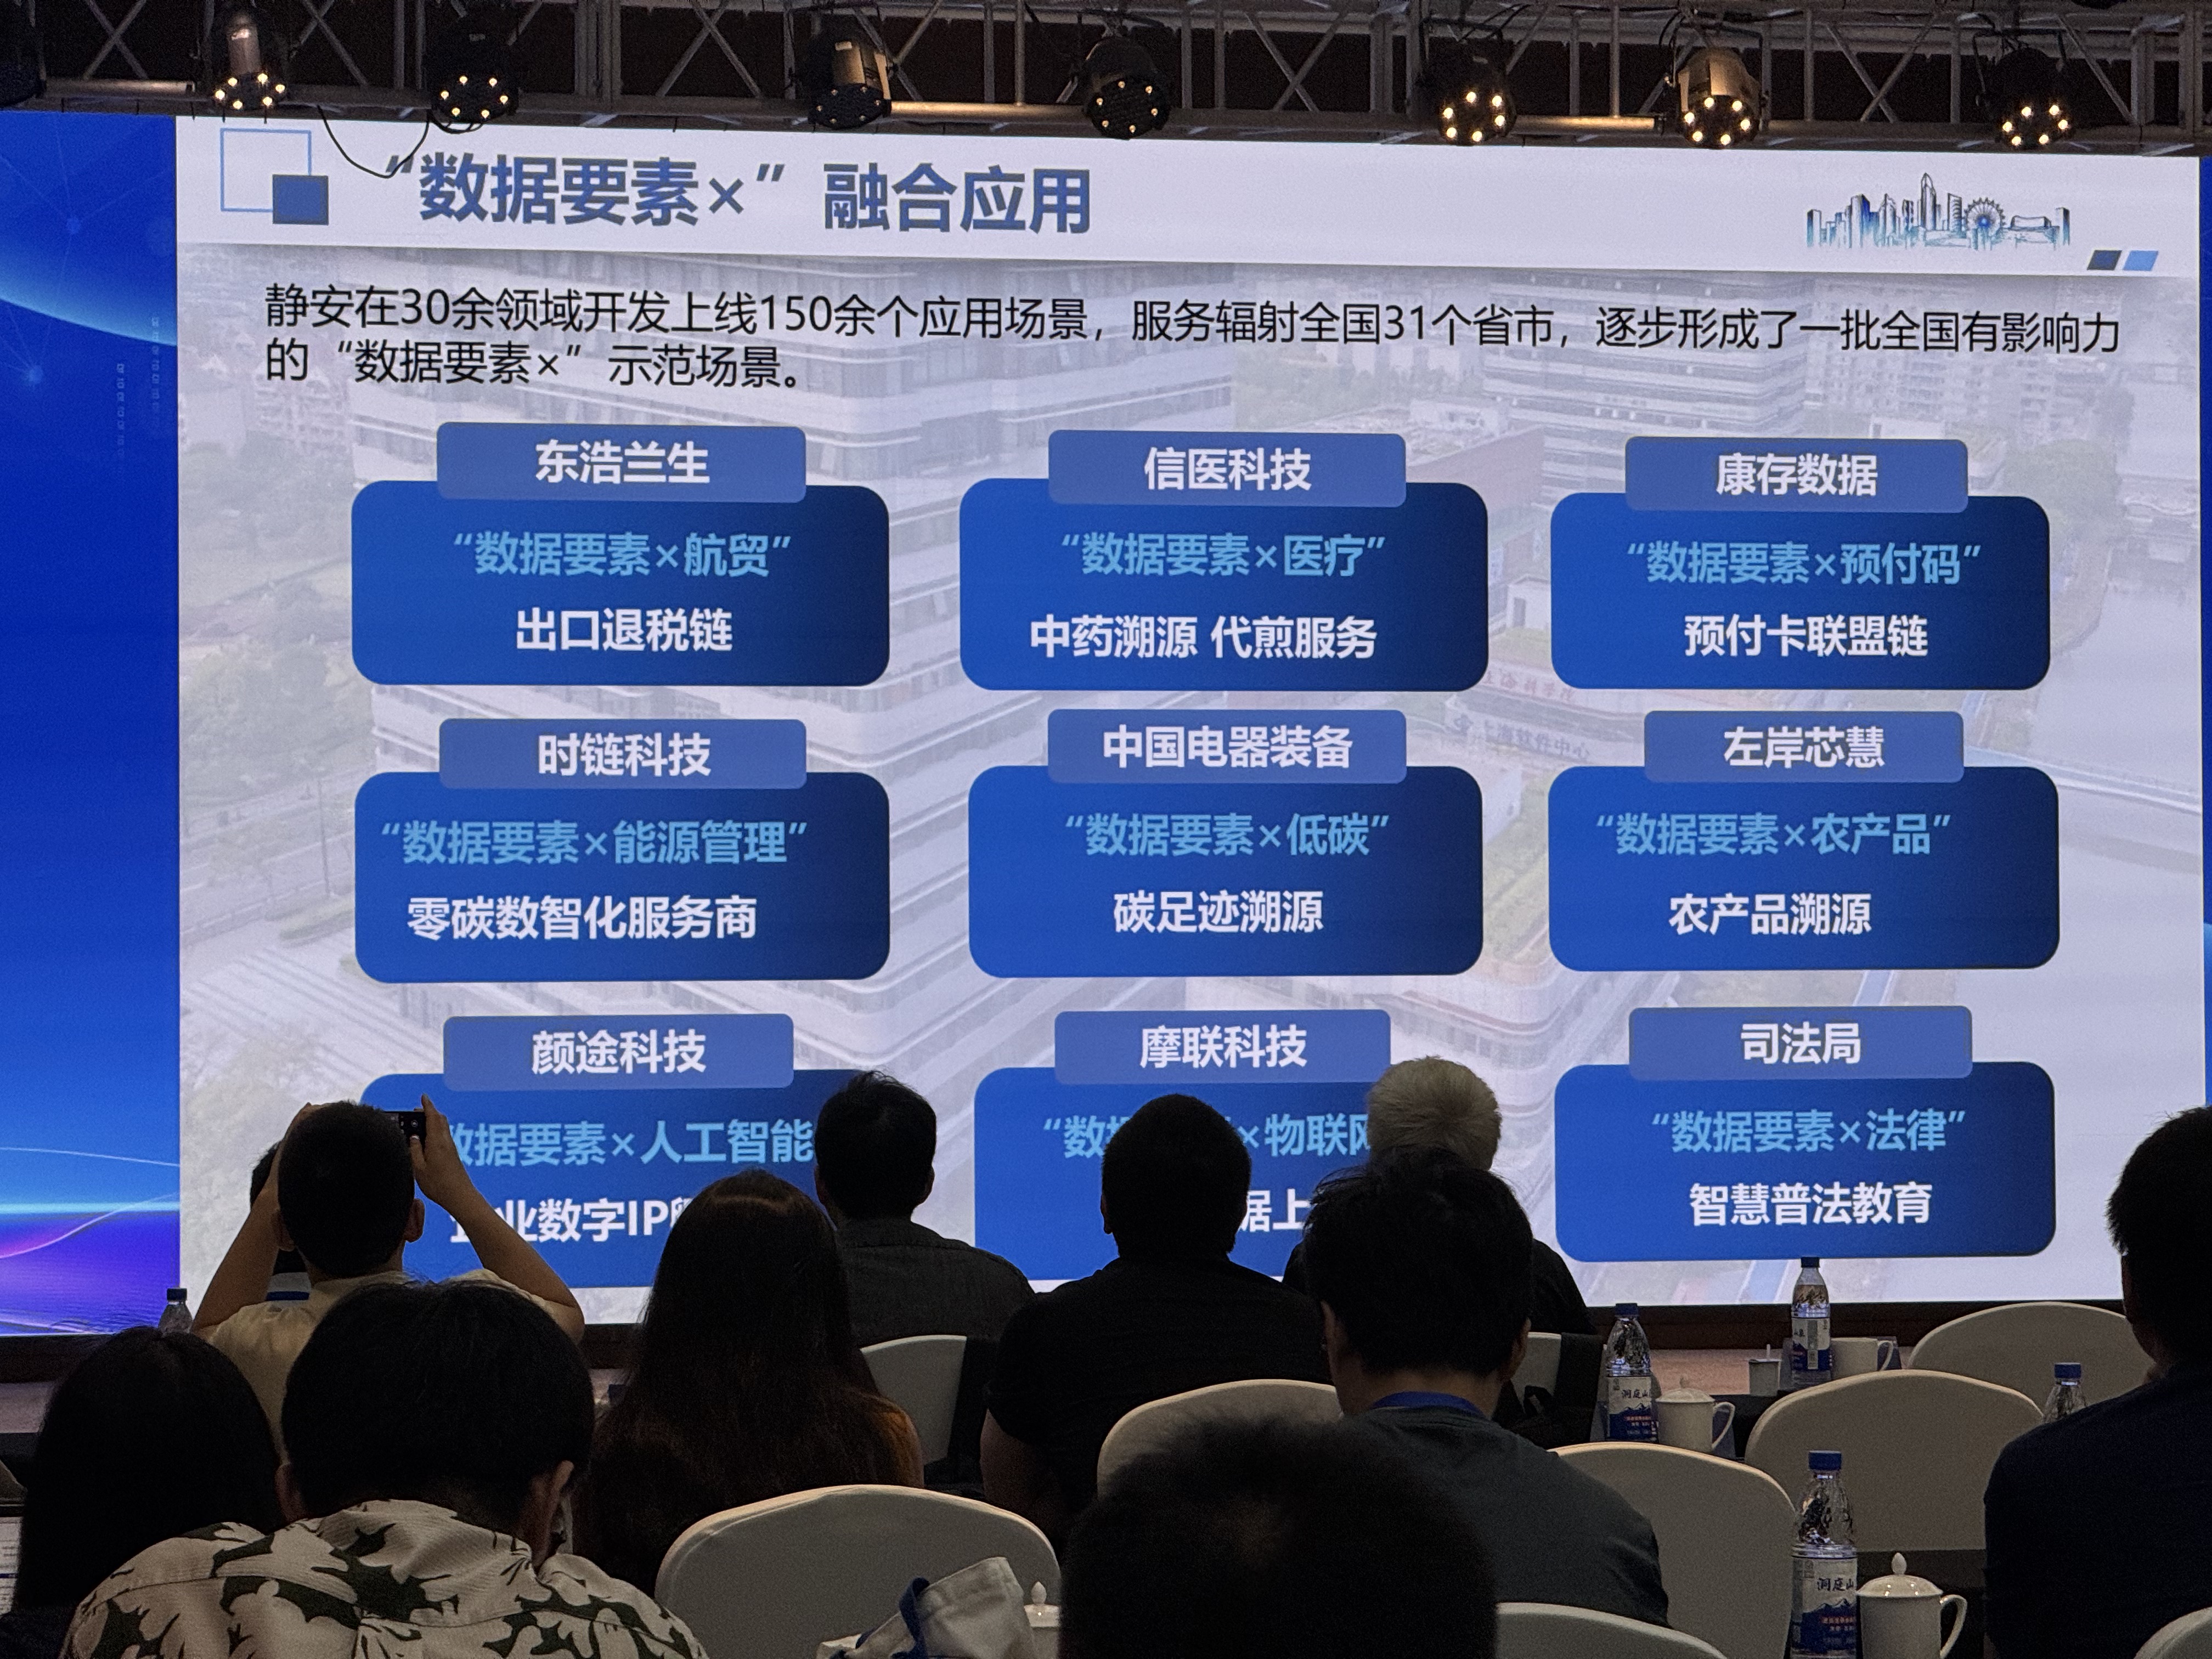 “数据要素×” 融合应用
静安在30余领域开发上线150余个应用场景，服务辐射全国31个省市，逐步形成了一批全国有影响力
的“数据要素×”示范场景。
东浩兰生
“数据要素×航贸”
出口退税链
信医科技
“数据要素×医疗”
中药溯源 代煎服务
康存数据
“数据要素×预付码”
预付卡联盟链
时链科技
“数据要素×能源管理”
零碳数智化服务商
中国电器装备
“数据要素×低碳”
碳足迹溯源
左岸芯慧
“数据要素×农产品”
农产品溯源
颜途科技
数据要素×人工智能
业数字IP
摩联科技
“数 ×物联网
据上
司法局
“数据要素×法律”
智慧普法教育
洞庭山
洞庭山